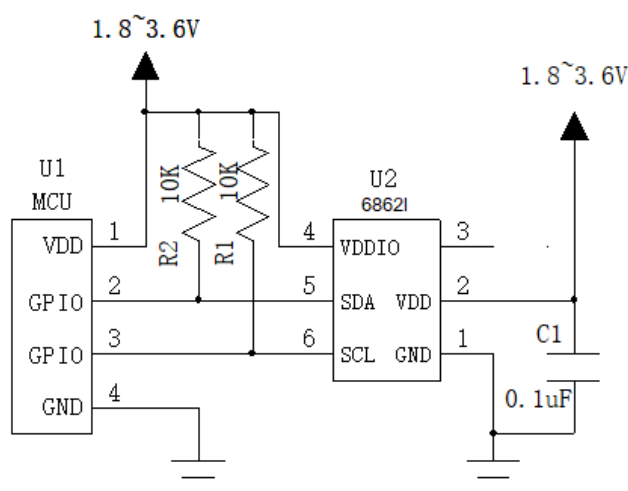 1.8~3.6V
1.8~3.6V
U1
MCU
VDD
1
GPIO
2
GPIO
3
GND
4
10K
R2
10K
R1
U2
6862I
4
VDDIO
3
5
SDA
VDD
2
6
SCL
GND
1
C1
0.1uF